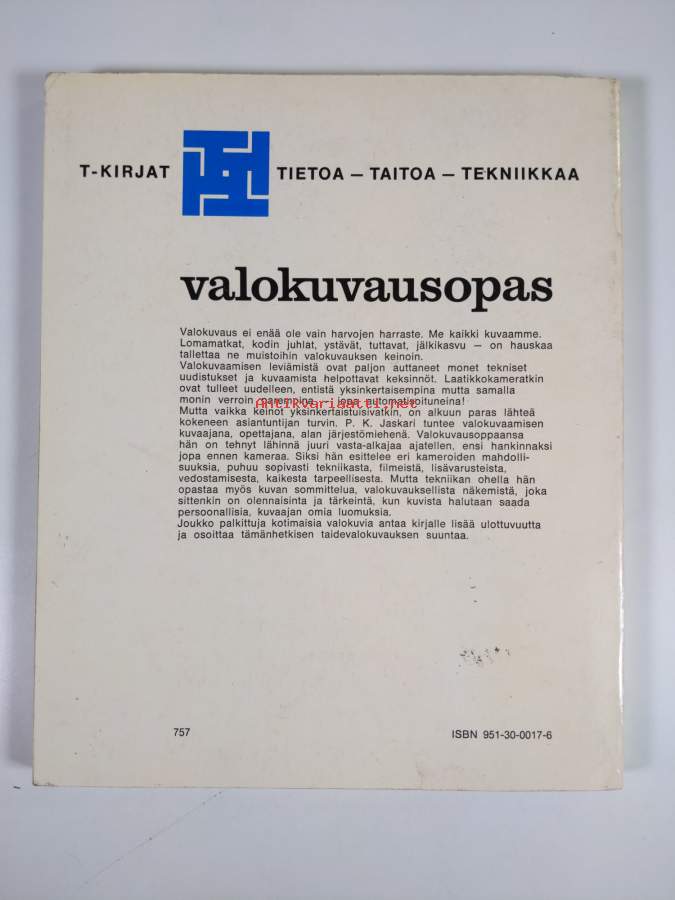 T-KIRJAT TIETOA — TAITOA — TEKNIIKKAA
valokuvausopas
Valokuvaus ei enää ole vain harvojen harraste. Me kaikki kuvaamme.
Lomamatkat, kodin juhlat, ystävät, tuttavat, jälkikasvu — on hauskaa
tallettaa ne muistoihin valokuvauksen keinoin.
Valokuvaamisen leviämistä ovat paljon auttaneet monet tekniset
uudistukset ja kuvaamista helpottavat keksinnöt. Laatikkokameratkin
ovat tulleet uudelleen, entistä yksinkertaisempina mutta samalla
monin verroin parempina — jopa automatisoituneina!
Antikvariaatti.net
Mutta vaikka keinot yksinkertaistuisivatkin, on alkuun paras lähteä
kokeneen asiantuntijan turvin. P. K. Jaskari tuntee valokuvaamisen
kuvaajana, opettajana, alan järjestömiehenä. Valokuvausoppaansa
hän on tehnyt lähinnä juuri vasta-alkajaa ajatellen, ensi hankinnaksi
jopa ennen kameraa. Siksi hän esittelee eri kameroiden mahdolli-
suuksia, puhuu sopivasti tekniikasta, filmeistä, lisävarusteista,
vedostamisesta, kaikesta tarpeellisesta. Mutta tekniikan ohella hän
opastaa myös kuvan sommittelua, valokuvauksellista näkemistä, joka
sittenkin on olennaisinta ja tärkeintä, kun kuvista halutaan saada
persoonallisia, kuvaajan omia luomuksia.
Joukko palkittuja kotimaisia valokuvia antaa kirjalle lisää ulottuvuutta
ja osoittaa tämänhetkisen taidevalokuvauksen suuntaa.
757
ISBN 951-30-0017-6